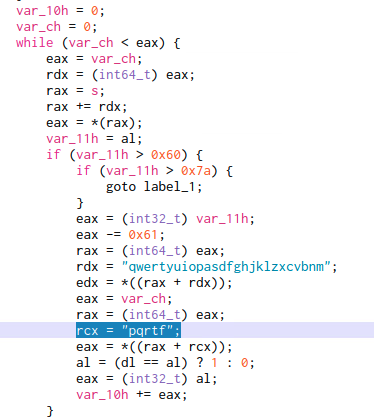 var_10h = 0;
var_ch = 0;
while (var_ch < eax) {
eax = var_ch;
rdx = (int64_t) eax;
rax = s;
rax += rdx;
eax = *(rax);
var_11h = al;
if (var_11h > 0x60) {
if (var_11h > 0x7a) {
goto label_1;
}
eax = (int32_t) var_11h;
eax -= 0x61;
rax = (int64_t) eax;
rdx = "qwertyuiopasdfghjklzxcvbnm";
edx = *((rax + rdx));
eax = var_ch;
rax = (int64_t) eax;
rcx = "pqrtf";
eax = *((rax + rcx));
al = (dl == al) ? 1 : 0;
eax = (int32_t) al;
var_10h += eax;
}